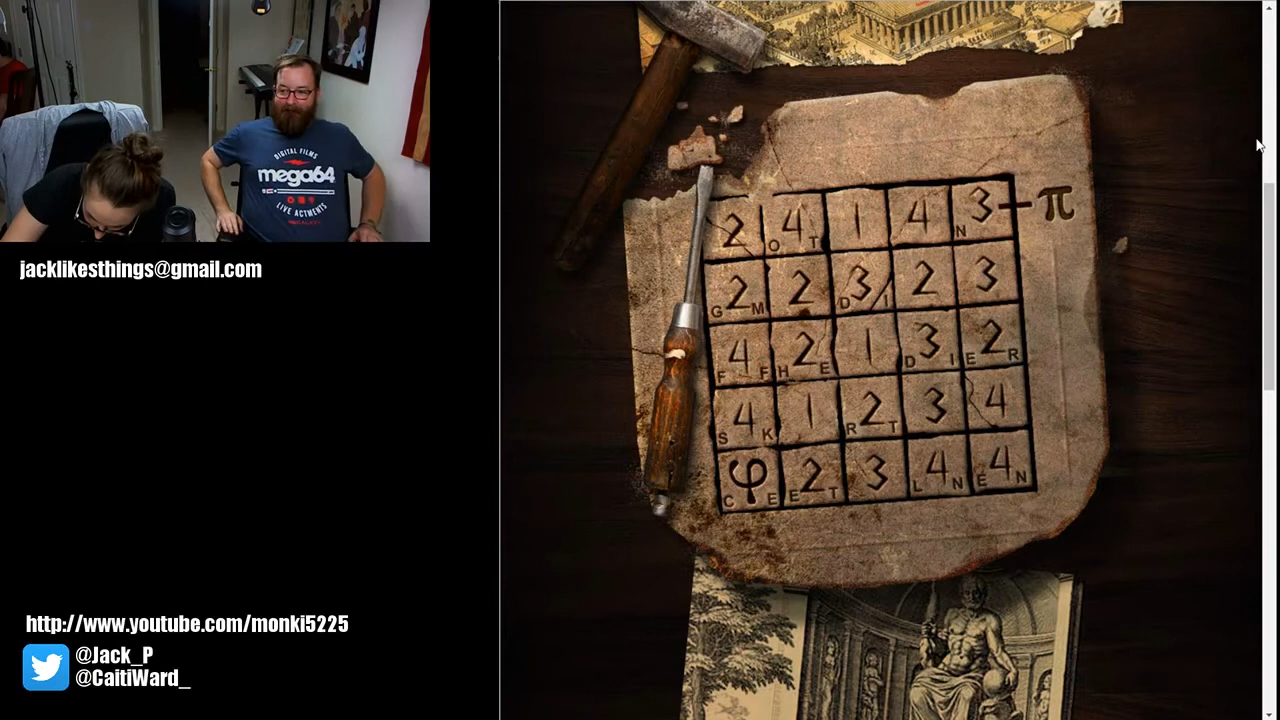 DIGITAL FILMS
mega64
LIVE ACTMENTS
jacklikesthings@gmail.com
2 4 1 4 3 π
O T N
2 2 3 2 3
G M D I
4 2 1 3 2
F F H E D I E R
4 1 2 3 4
S K R T
φ 2 3 4 4
C E E T L N E N
http://www.youtube.com/monki5225
@Jack_P
@CaitiWard_